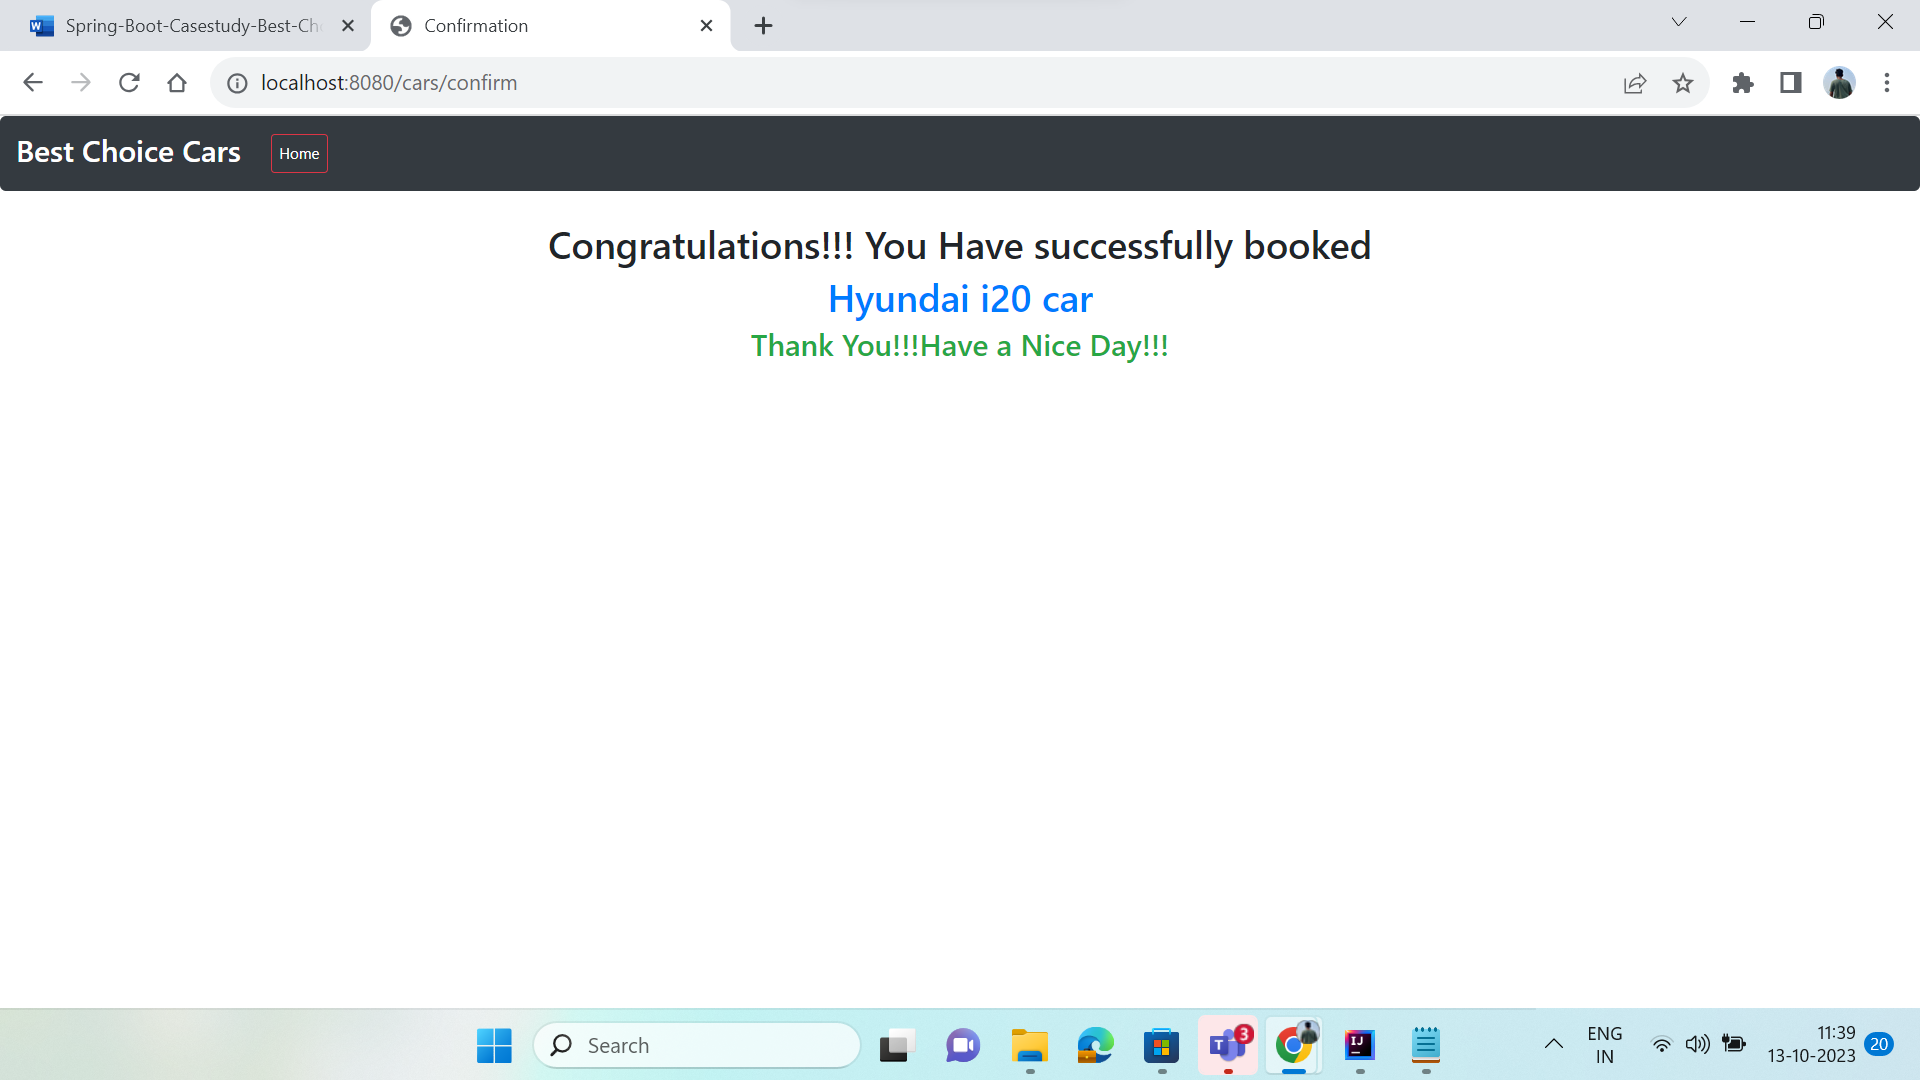 Spring-Boot-Casestudy-Best-Ch
Confirmation
localhost:8080/cars/confirm
Best Choice Cars
Home
Congratulations!!! You Have successfully booked
Hyundai i20 car
Thank You!!!Have a Nice Day!!!
Search
3
ENG
IN
11:39
13-10-2023
20